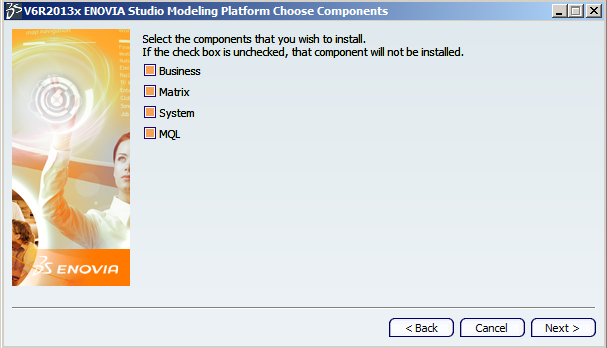 V6R2013x ENOVIA Studio Modeling Platform Choose Components
Select the components that you wish to install.
If the check box is unchecked, that component will not be installed.
Business
Matrix
System
MQL
ENOVIA
< Back
Cancel
Next >